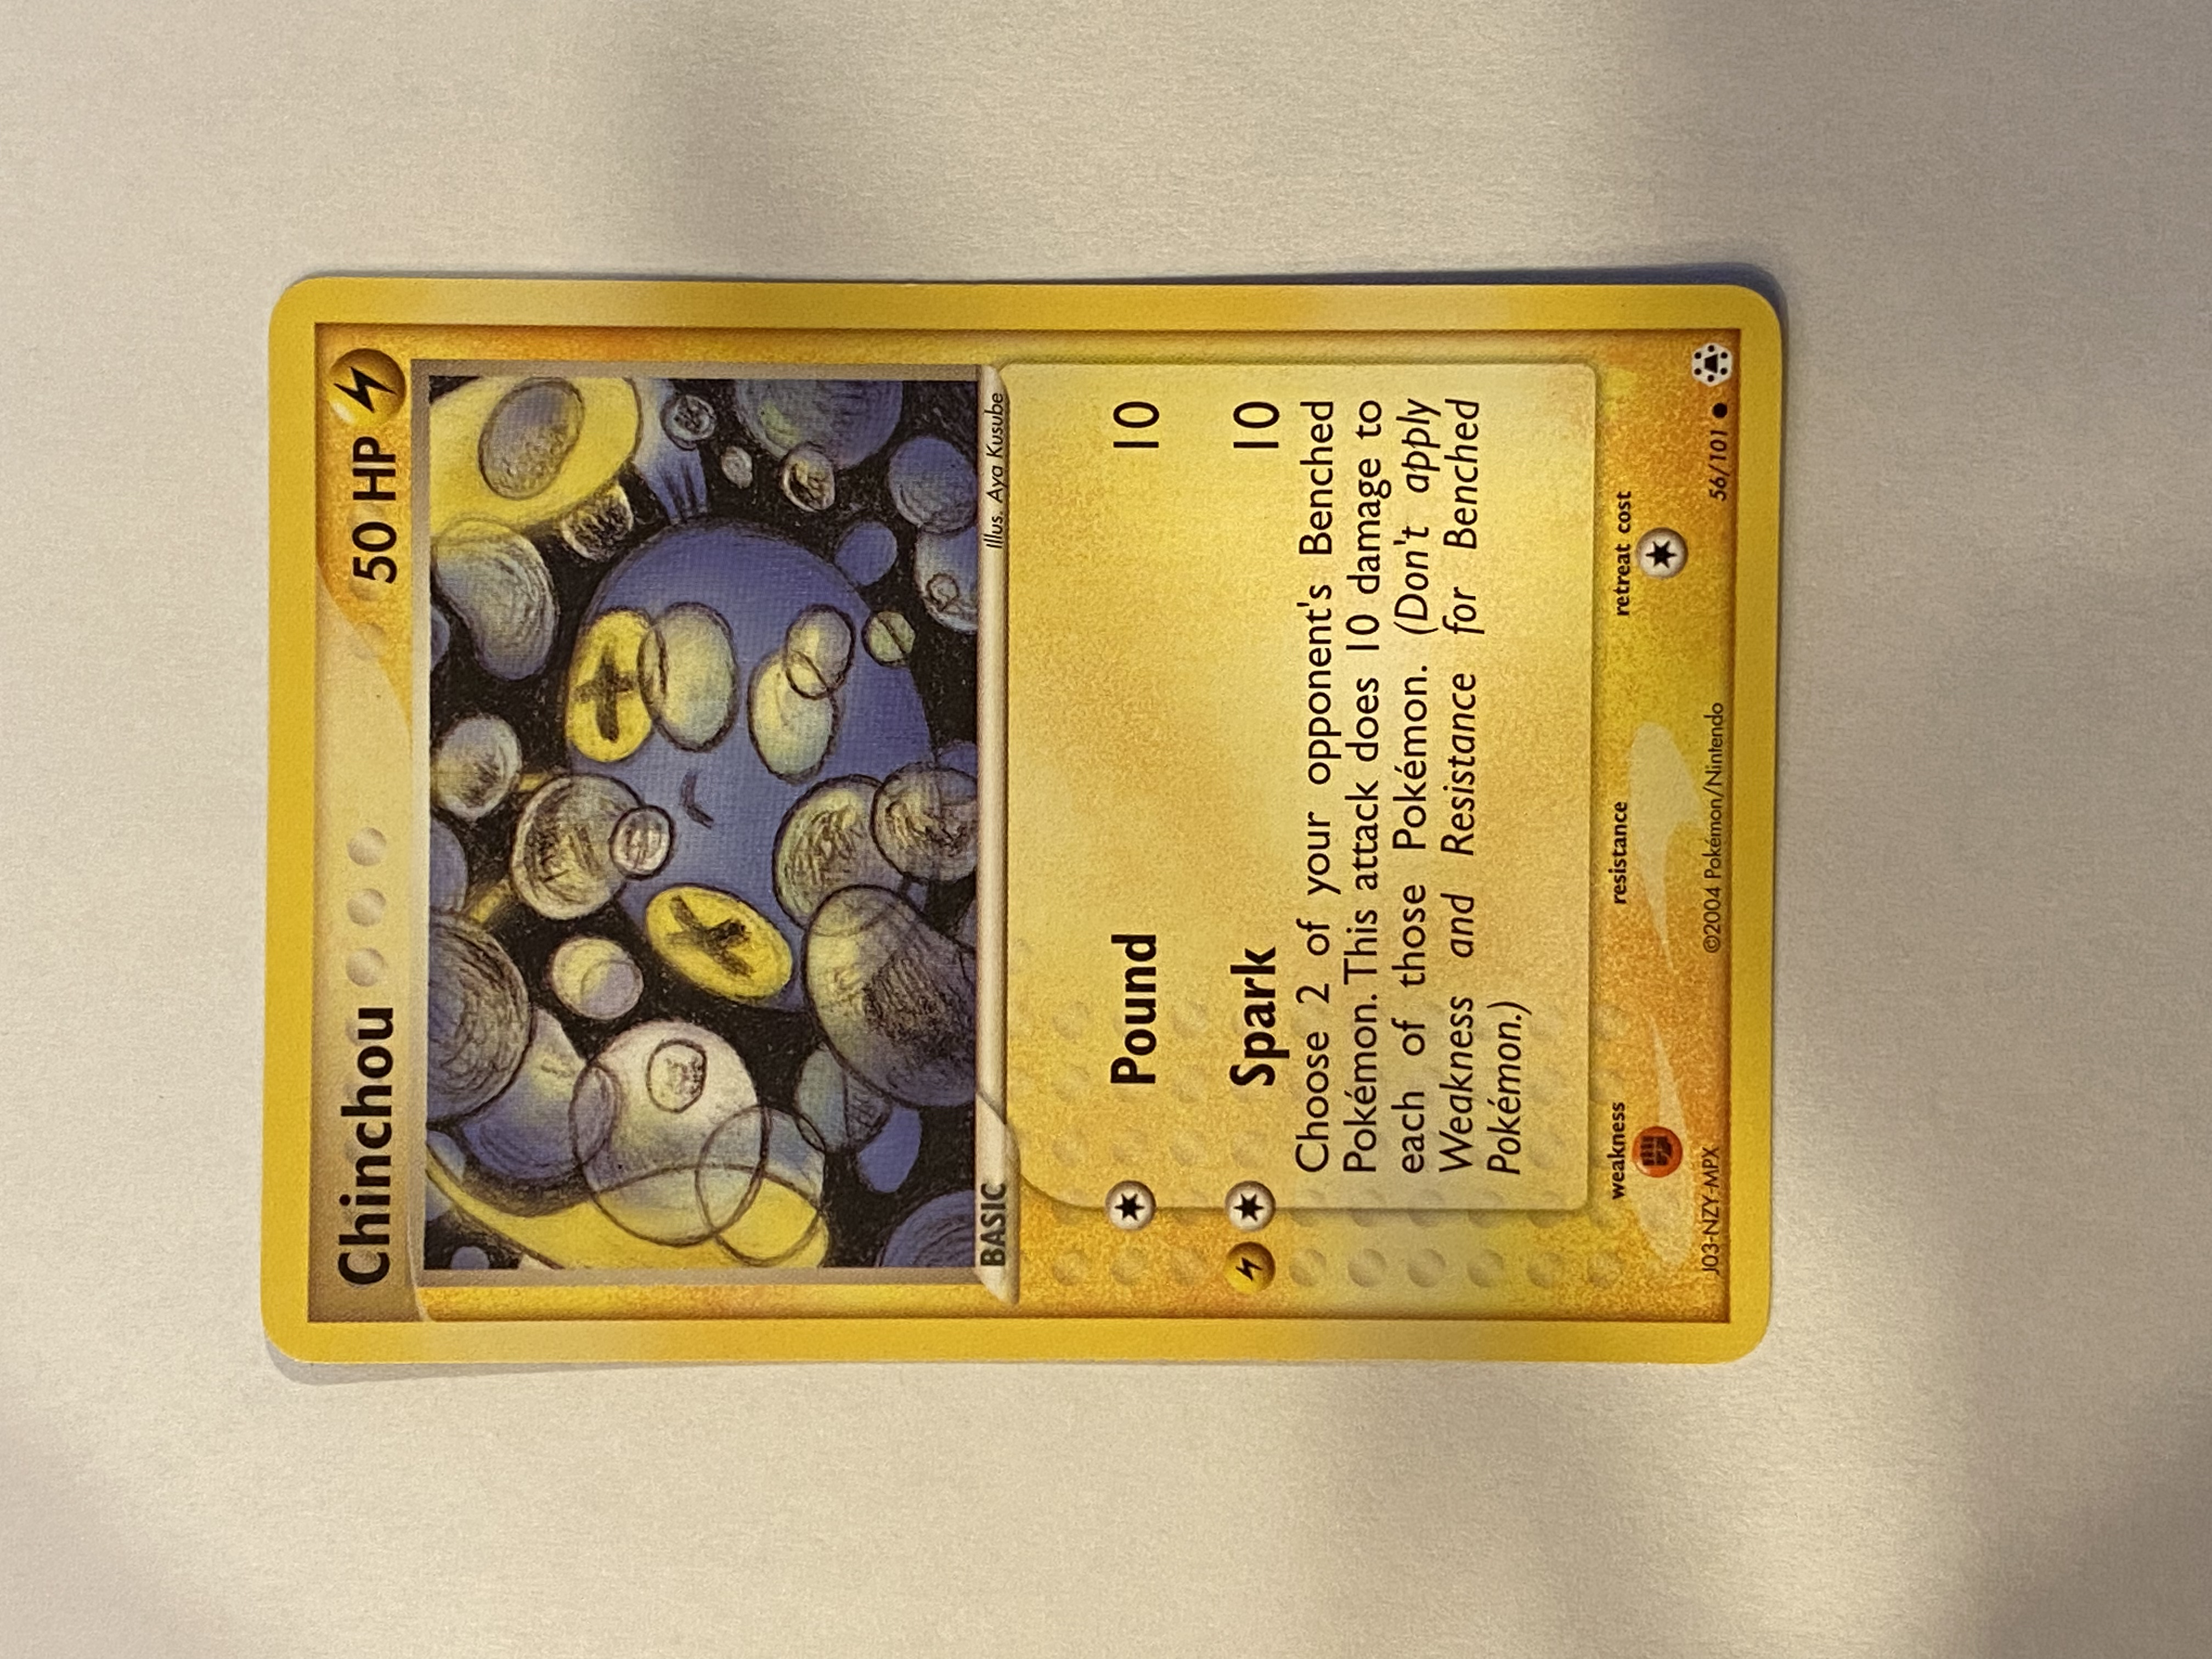 Chinchou 50 HP
BASIC Illus. Aya Kusube
Pound 10
Spark 10
Choose 2 of your opponent's Benched
Pokémon. This attack does 10 damage to
each of those Pokémon. (Don't apply
Weakness and Resistance for Benched
Pokémon.)
weakness resistance retreat cost
J03-NZY-MPX ©2004 Pokémon/Nintendo 56/101